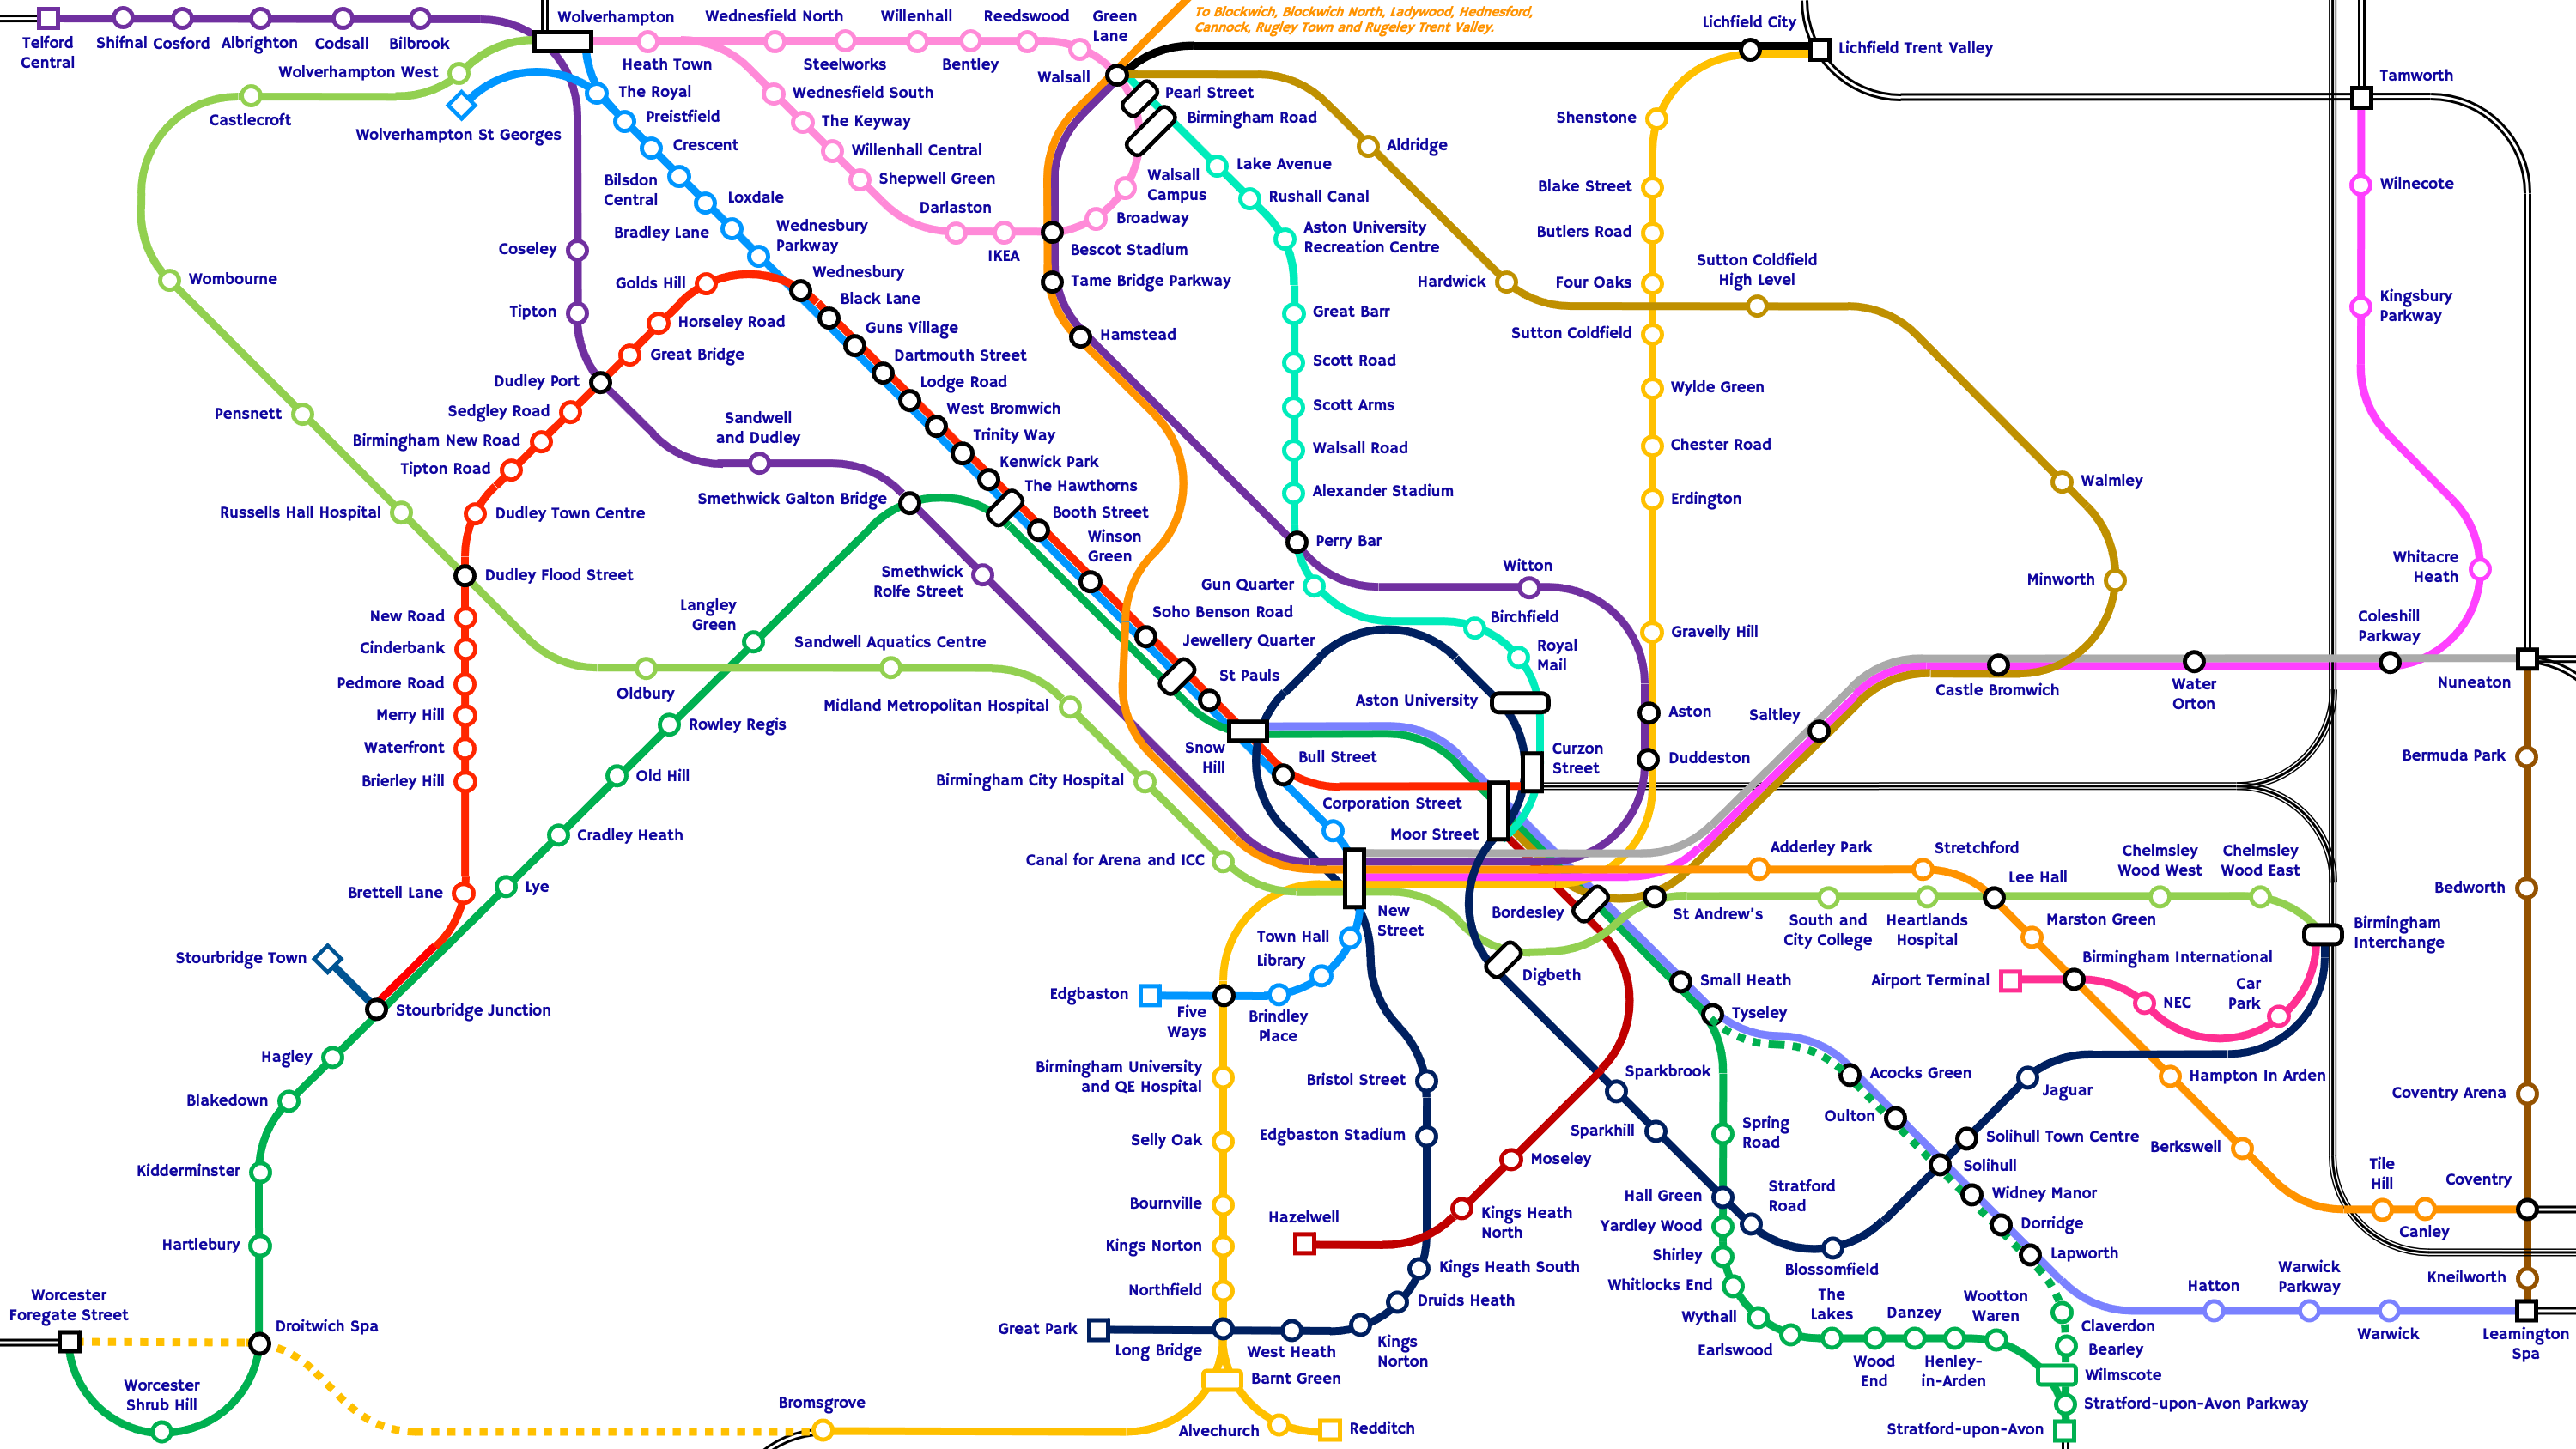 To Blockwich, Blockwich North, Ladywood, Hednesford,
Cannock, Rugley Town and Rugeley Trent Valley.
Telford
Central
Shifnal
Cosford
Albrighton
Codsall
Bilbrook
Wolverhampton
Wednesfield North
Willenhall
Reedswood
Green
Lane
Heath Town
Steelworks
Bentley
Walsall
Lichfield City
Lichfield Trent Valley
Tamworth
Wolverhampton West
Castlecroft
Wolverhampton St Georges
The Royal
Preistfield
Crescent
Bilsdon
Central
Loxdale
Bradley Lane
Wednesbury
Parkway
Wednesfield South
The Keyway
Willenhall Central
Shepwell Green
Darlaston
IKEA
Pearl Street
Birmingham Road
Walsall
Campus
Broadway
Bescot Stadium
Tame Bridge Parkway
Hamstead
Lake Avenue
Rushall Canal
Aston University
Recreation Centre
Great Barr
Scott Road
Scott Arms
Walsall Road
Alexander Stadium
Perry Bar
Aldridge
Hardwick
Sutton Coldfield
High Level
Shenstone
Blake Street
Butlers Road
Four Oaks
Sutton Coldfield
Wylde Green
Chester Road
Erdington
Gravelly Hill
Walmley
Minworth
Wilnecote
Kingsbury
Parkway
Whitacre
Heath
Coleshill
Parkway
Wombourne
Pensnett
Russells Hall Hospital
Coseley
Tipton
Dudley Port
Golds Hill
Horseley Road
Great Bridge
Sedgley Road
Birmingham New Road
Tipton Road
Dudley Town Centre
Dudley Flood Street
New Road
Cinderbank
Pedmore Road
Merry Hill
Waterfront
Brierley Hill
Brettell Lane
Stourbridge Town
Stourbridge Junction
Wednesbury
Black Lane
Guns Village
Dartmouth Street
Lodge Road
West Bromwich
Trinity Way
Kenwick Park
The Hawthorns
Booth Street
Winson
Green
Soho Benson Road
Jewellery Quarter
St Pauls
Snow
Hill
Bull Street
Corporation Street
Moor Street
Sandwell
and Dudley
Smethwick Galton Bridge
Smethwick
Rolfe Street
Langley
Green
Sandwell Aquatics Centre
Oldbury
Midland Metropolitan Hospital
Birmingham City Hospital
Canal for Arena and ICC
Rowley Regis
Old Hill
Cradley Heath
Lye
Gun Quarter
Witton
Birchfield
Royal
Mail
Aston University
Curzon
Street
Aston
Duddeston
Saltley
Castle Bromwich
Water
Orton
Nuneaton
Bermuda Park
Bedworth
Coventry Arena
Coventry
Kneilworth
Leamington
Spa
Adderley Park
Stretchford
Lee Hall
Marston Green
Chelmsley
Wood West
Chelmsley
Wood East
Birmingham
Interchange
South and
City College
Heartlands
Hospital
St Andrew's
Bordesley
Digbeth
New
Street
Town Hall
Library
Edgbaston
Five
Ways
Brindley
Place
Birmingham International
Airport Terminal
NEC
Car
Park
Hampton In Arden
Berkswell
Tile
Hill
Canley
Small Heath
Tyseley
Acocks Green
Oulton
Solihull Town Centre
Solihull
Widney Manor
Dorridge
Lapworth
Jaguar
Hatton
Warwick
Parkway
Warwick
Claverdon
Bearley
Wilmscote
Stratford-upon-Avon Parkway
Stratford-upon-Avon
Sparkbrook
Sparkhill
Spring
Road
Hall Green
Stratford
Road
Yardley Wood
Shirley
Whitlocks End
Blossomfield
Wythall
Earlswood
The
Lakes
Wood
End
Danzey
Henley-
in-Arden
Wootton
Waren
Birmingham University
and QE Hospital
Selly Oak
Bournville
Kings Norton
Northfield
Long Bridge
Barnt Green
Alvechurch
Redditch
Bromsgrove
Bristol Street
Edgbaston Stadium
Moseley
Kings Heath
North
Hazelwell
Kings Heath South
Druids Heath
Kings
Norton
West Heath
Great Park
Hagley
Blakedown
Kidderminster
Hartlebury
Droitwich Spa
Worcester
Foregate Street
Worcester
Shrub Hill